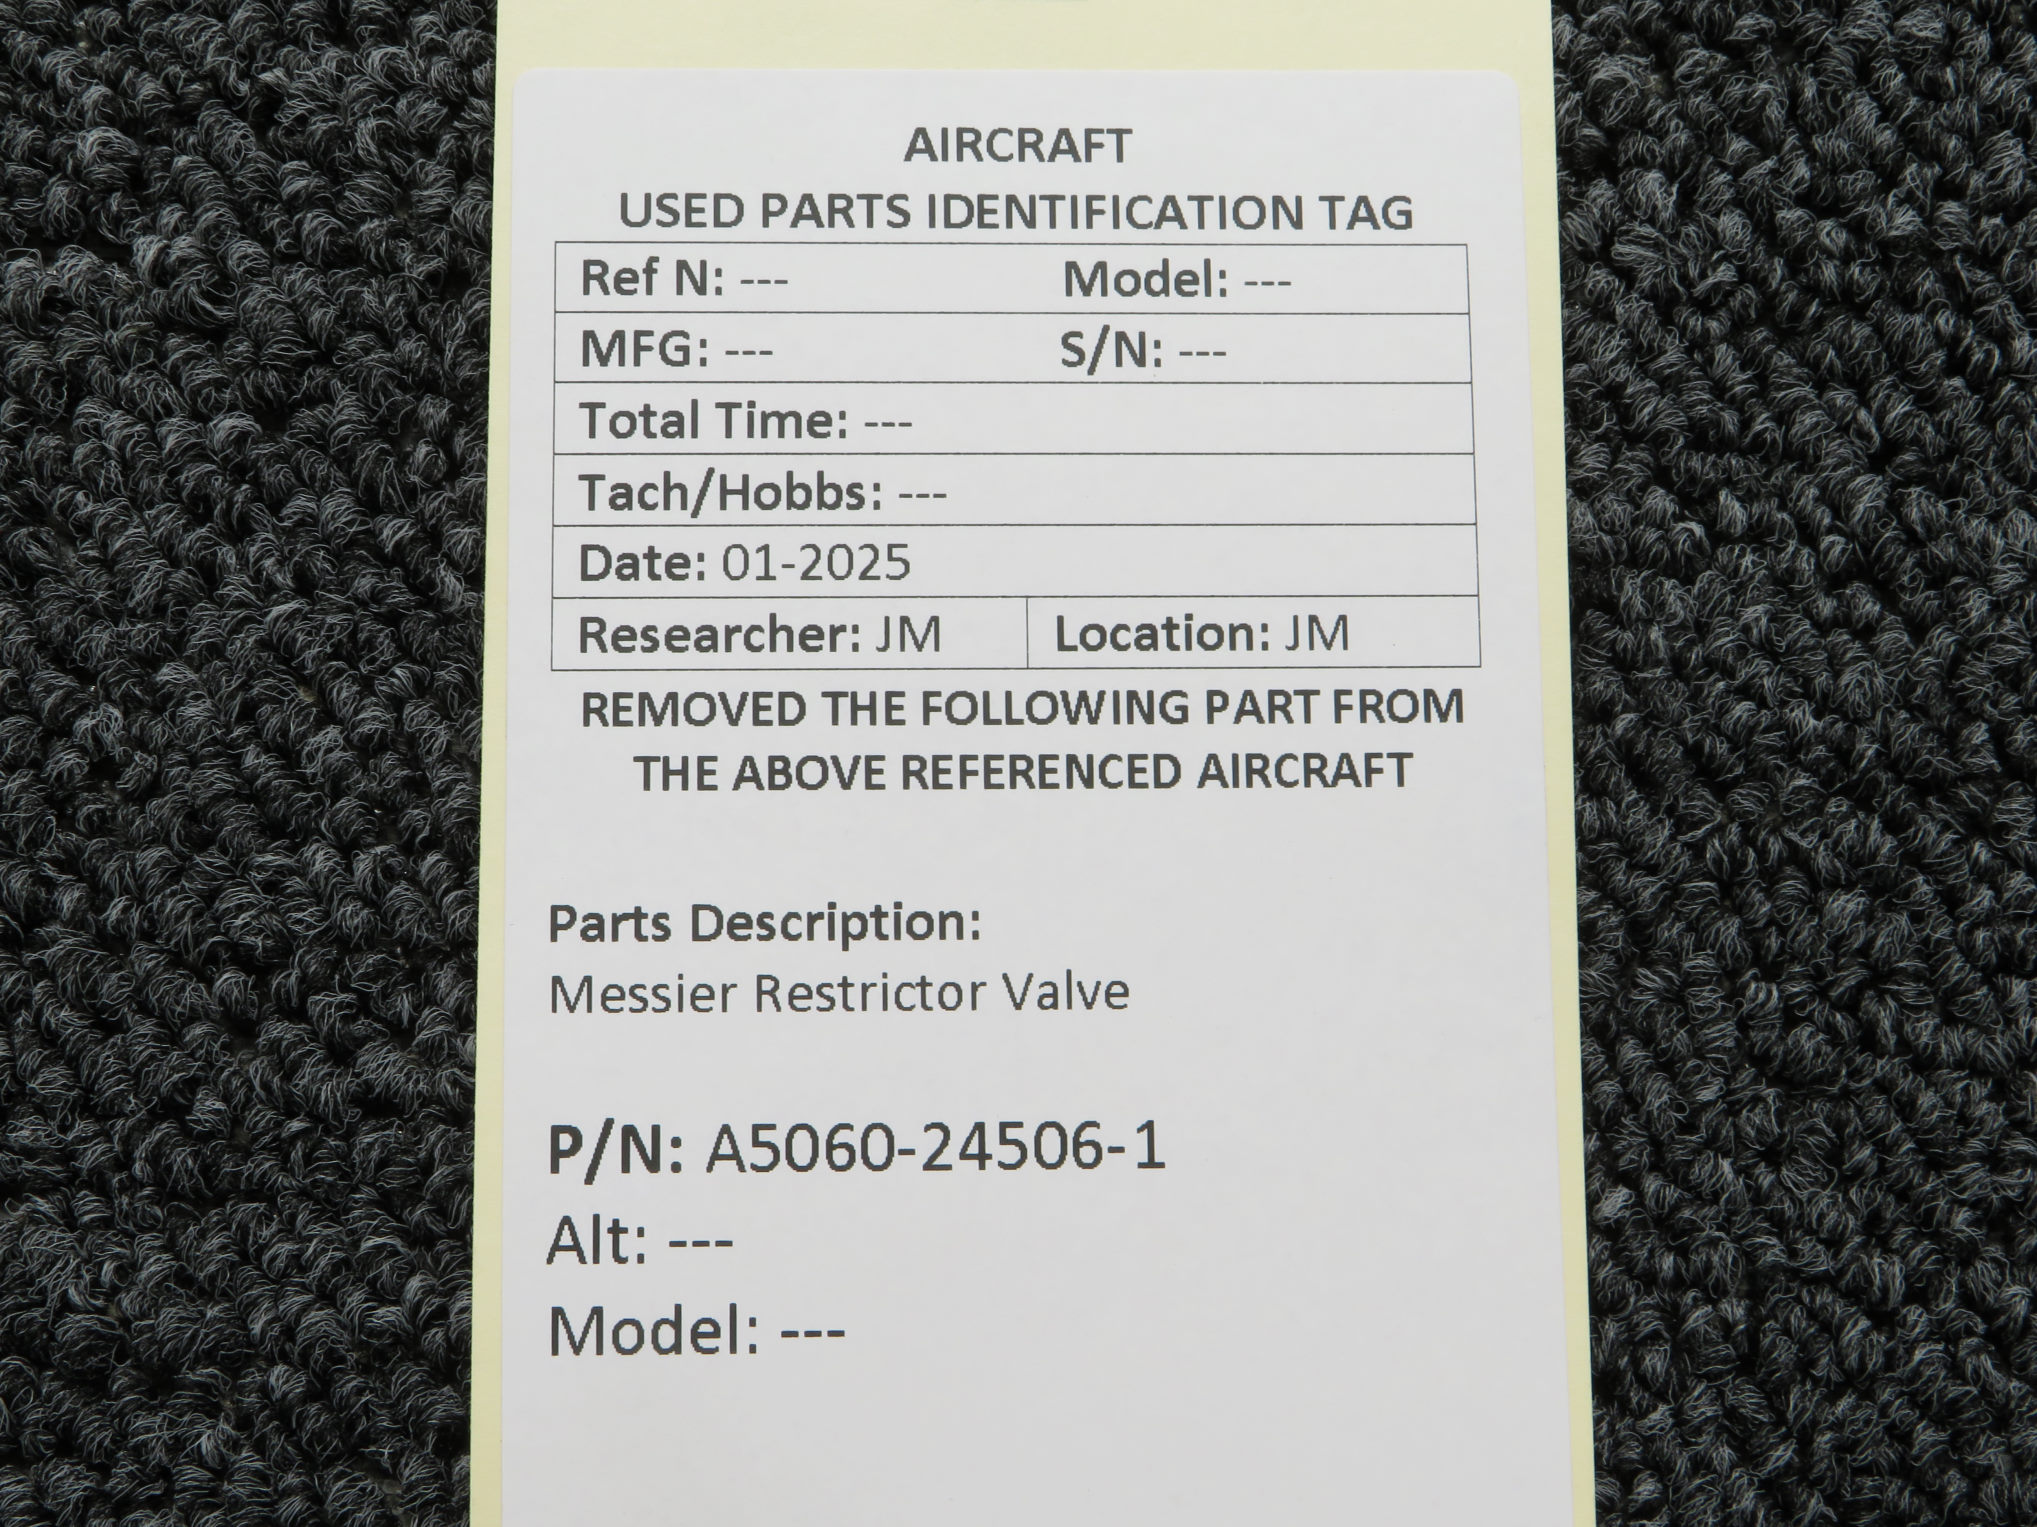 AIRCRAFT
USED PARTS IDENTIFICATION TAG
Ref N: --- Model: ---
MFG: --- S/N: ---
Total Time: ---
Tach/Hobbs: ---
Date: 01-2025
Researcher: JM Location: JM
REMOVED THE FOLLOWING PART FROM
THE ABOVE REFERENCED AIRCRAFT
Parts Description:
Messier Restrictor Valve
P/N: A5060-24506-1
Alt: ---
Model: ---